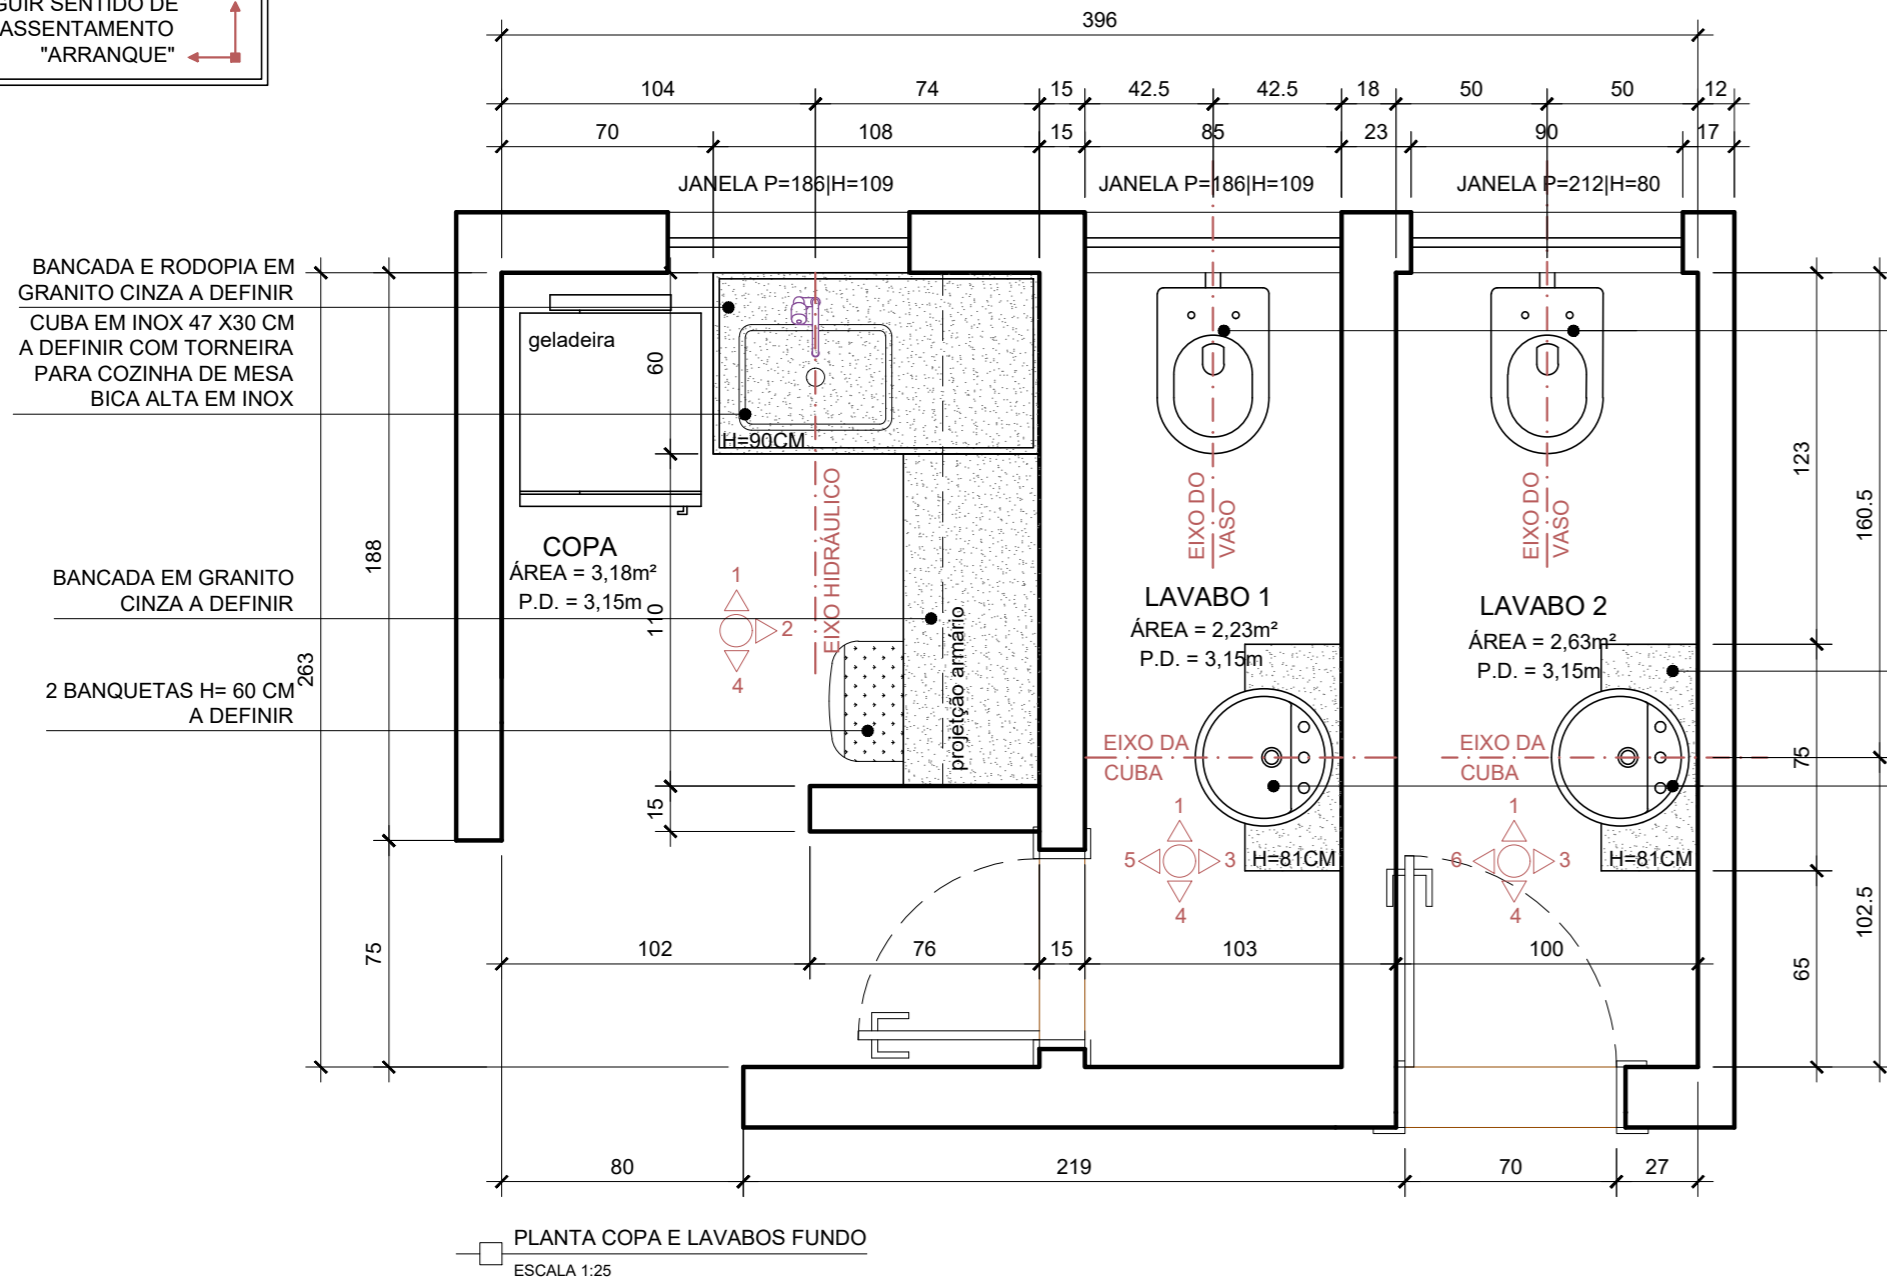 GUIR SENTIDO DE
ASSENTAMENTO
"ARRANQUE"
396
104
74
15
42.5
42.5
18
50
50
12
70
108
15
85
23
90
17
JANELA P=186|H=109
JANELA P=186|H=109
JANELA P=212|H=80
BANCADA E RODOPIA EM
GRANITO CINZA A DEFINIR
CUBA EM INOX 47 X30 CM
A DEFINIR COM TORNEIRA
PARA COZINHA DE MESA
BICA ALTA EM INOX
geladeira
60
H=90CM
EIXO HIDRÁULICO
EIXO DO
VASO
EIXO DO
VASO
123
160.5
188
263
COPA
ÁREA = 3,18m²
P.D. = 3,15m
110
BANCADA EM GRANITO
CINZA A DEFINIR
1
2
4
projetção armário
LAVABO 1
ÁREA = 2,23m²
P.D. = 3,15m
LAVABO 2
ÁREA = 2,63m²
P.D. = 3,15m
2 BANQUETAS H= 60 CM
A DEFINIR
EIXO DA
CUBA
EIXO DA
CUBA
75
15
1
5
3
4
H=81CM
1
6
3
4
H=81CM
75
102
76
15
103
100
65
102.5
80
219
70
27
PLANTA COPA E LAVABOS FUNDO
ESCALA 1:25